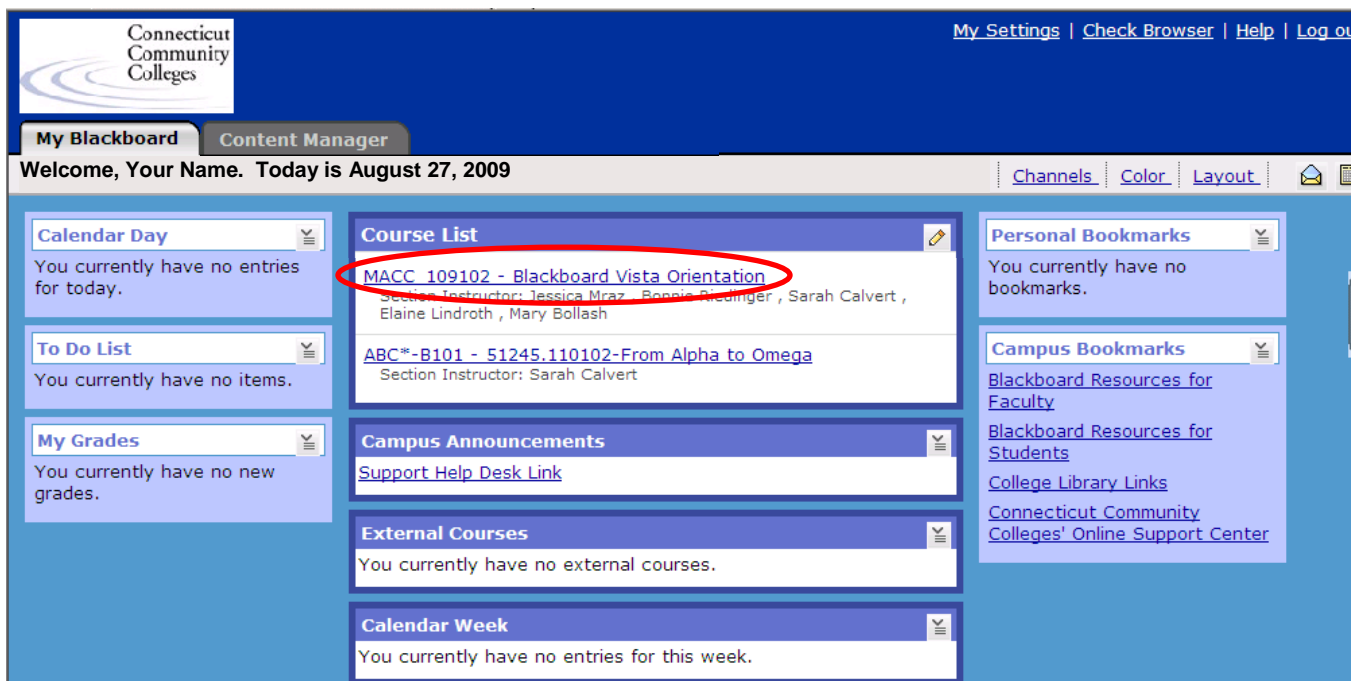 Connecticut
Community
Colleges
My Settings | Check Browser | Help | Log ou
My Blackboard
Content Manager
Welcome, Your Name. Today is August 27, 2009
Channels
Color
Layout
Calendar Day
You currently have no entries
for today.
To Do List
You currently have no items.
My Grades
You currently have no new
grades.
Course List
MACC_109102 - Blackboard Vista Orientation
Section Instructor: Jessica Mraz , Bonnie Riedinger , Sarah Calvert ,
Elaine Lindroth , Mary Bollash
ABC*-B101 - 51245.110102-From Alpha to Omega
Section Instructor: Sarah Calvert
Campus Announcements
Support Help Desk Link
External Courses
You currently have no external courses.
Calendar Week
You currently have no entries for this week.
Personal Bookmarks
You currently have no
bookmarks.
Campus Bookmarks
Blackboard Resources for
Faculty
Blackboard Resources for
Students
College Library Links
Connecticut Community
Colleges' Online Support Center